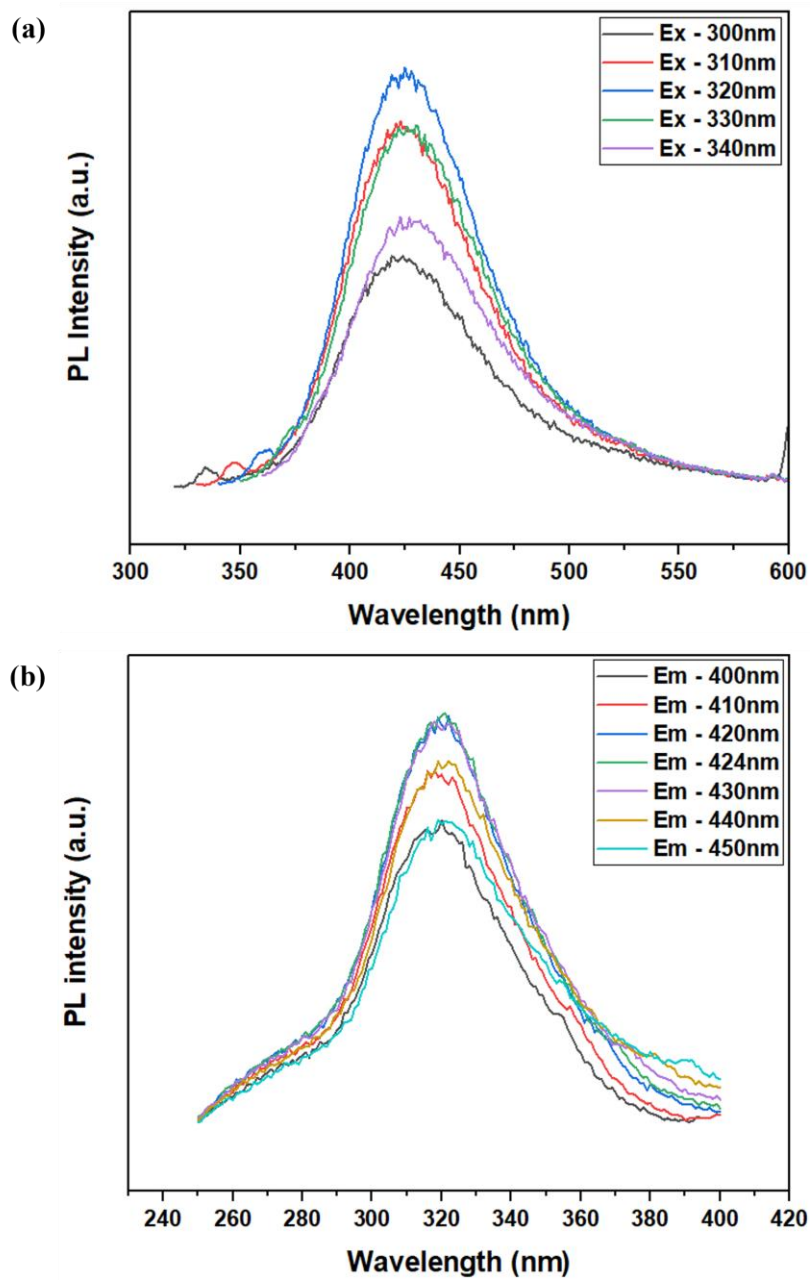 (a)
Ex - 300nm
Ex - 310nm
Ex - 320nm
Ex - 330nm
Ex - 340nm
PL Intensity (a.u.)
300 350 400 450 500 550 600
Wavelength (nm)
(b)
Em - 400nm
Em - 410nm
Em - 420nm
Em - 424nm
Em - 430nm
Em - 440nm
Em - 450nm
PL intensity (a.u.)
240 260 280 300 320 340 360 380 400 420
Wavelength (nm)